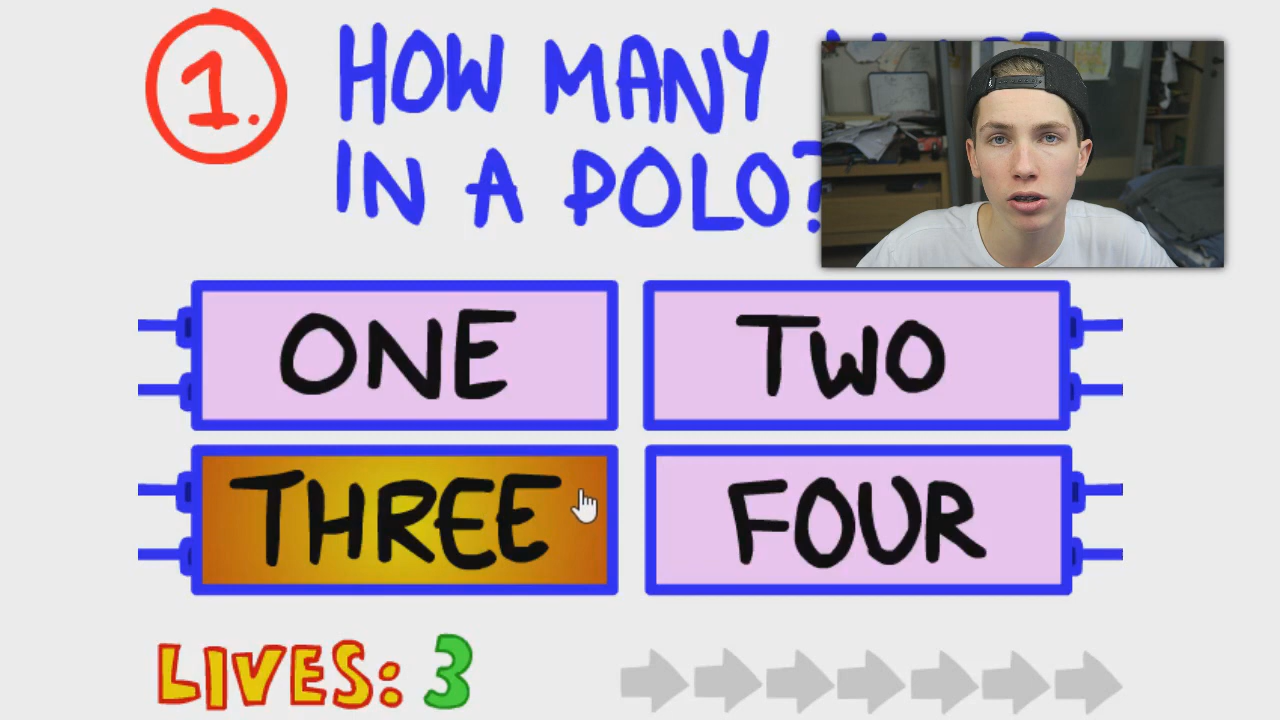 1.
HOW MANY
IN A POLO?
ONE
TWO
THREE
FOUR
LIVES: 3